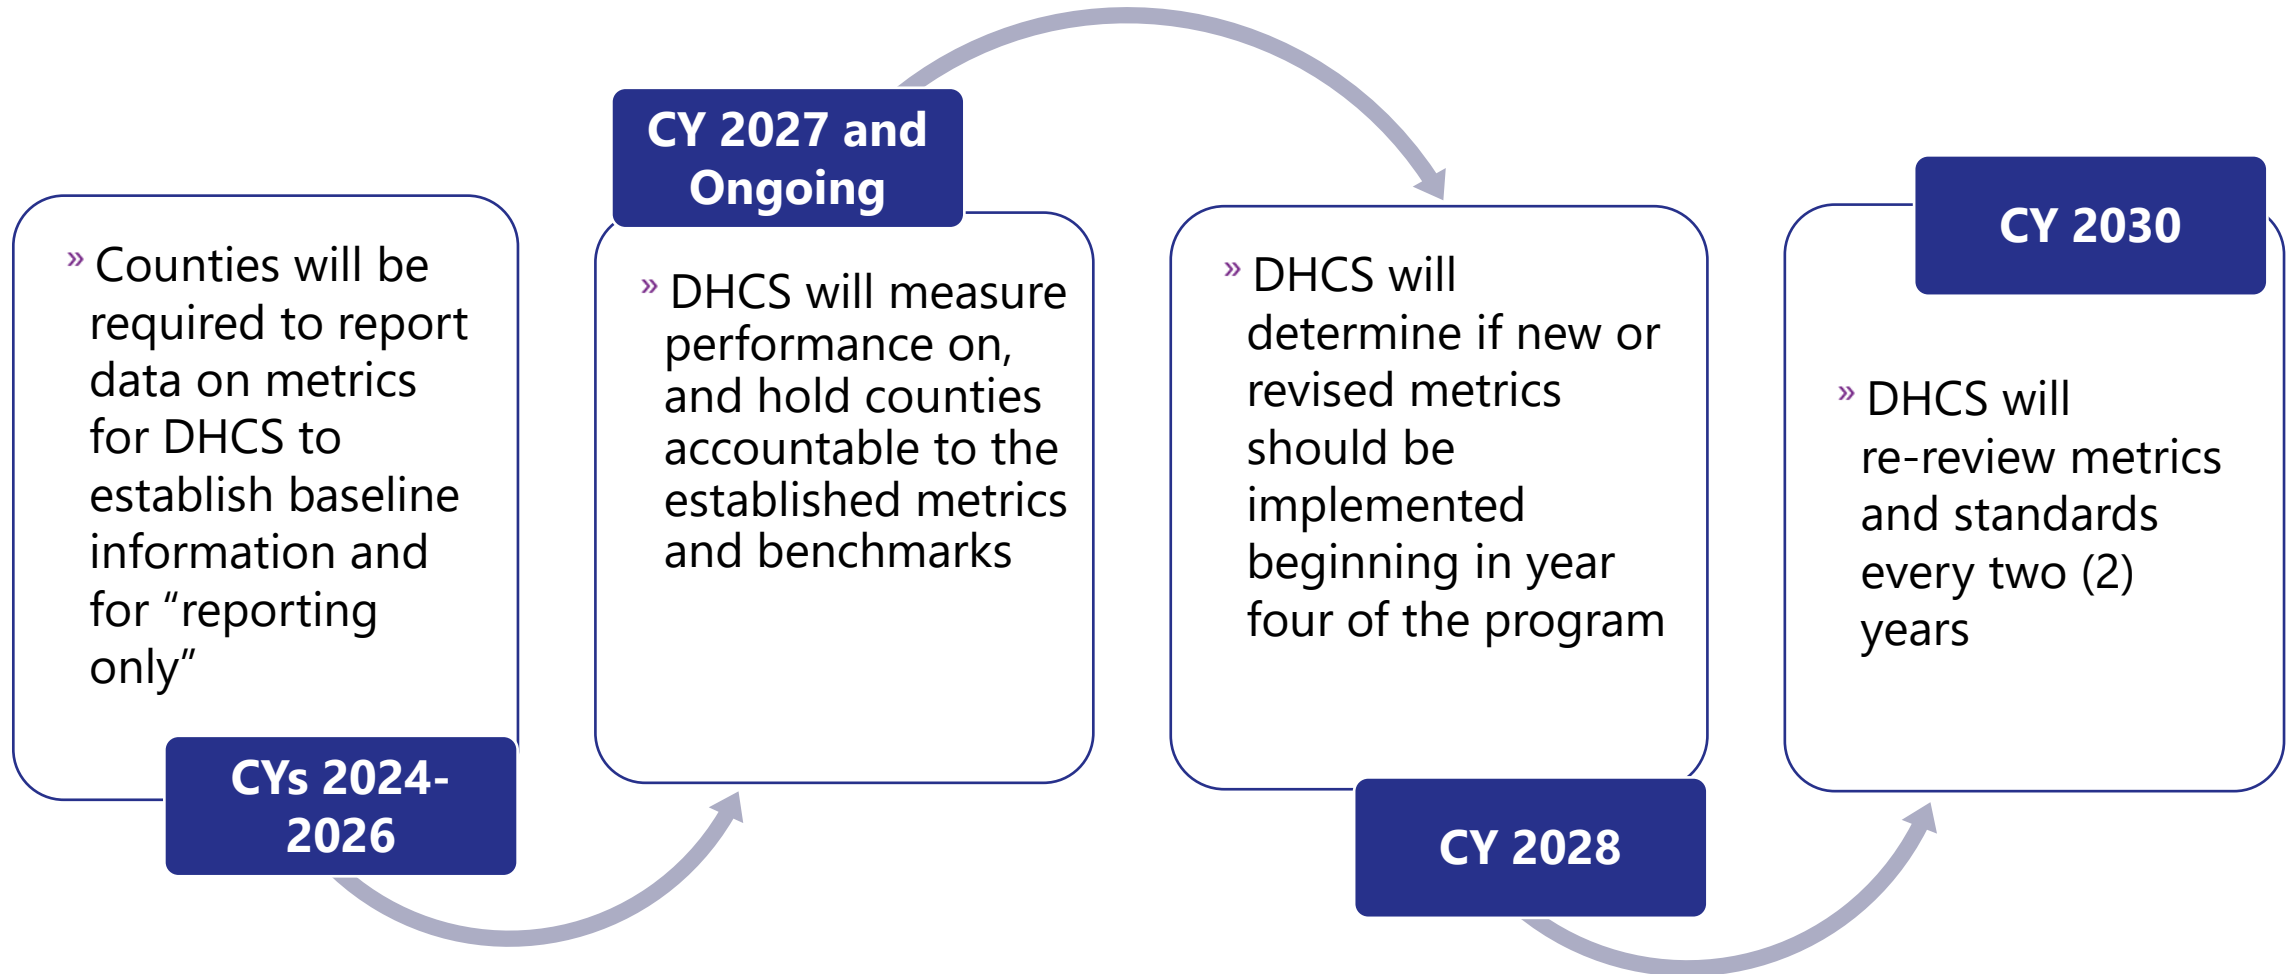 » Counties will be
required to report
data on metrics
for DHCS to
establish baseline
information and
for “reporting
only”
CYs 2024-
2026
CY 2027 and
Ongoing
» DHCS will measure
performance on,
and hold counties
accountable to the
established metrics
and benchmarks
» DHCS will
determine if new or
revised metrics
should be
implemented
beginning in year
four of the program
CY 2028
CY 2030
» DHCS will
re-review metrics
and standards
every two (2)
years